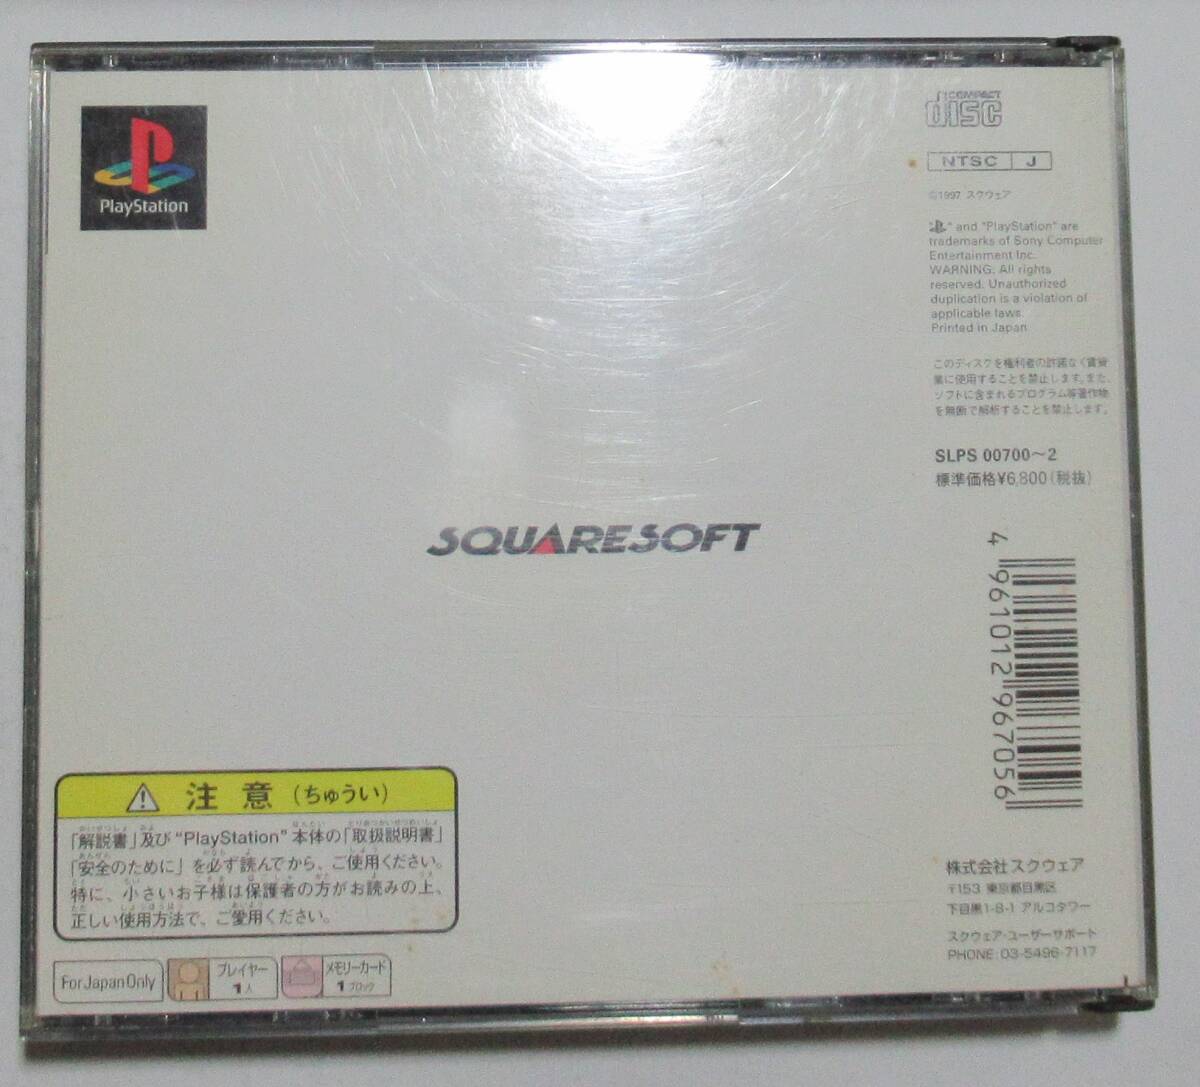 PlayStation
COMPACT
disc
NTSC J
©1997 スクウェア
" and "PlayStation" are
trademarks of Sony Computer
Entertainment Inc.
WARNING: All rights
reserved. Unauthorized
duplication is a violation of
applicable laws.
Printed in Japan
このディスクを権利者の許諾なく賃貸
業に使用することを禁止します。また、
ソフトに含まれるプログラム等著作物
を無断で解析することを禁止します。
SLPS 00700～2
標準価格¥6,800(税抜)
SQUARESOFT
4 961012 967056
注意(ちゅうい)
「解説書」及び"PlayStation"本体の「取扱説明書」
「安全のために」を必ず読んでから、ご使用ください。
特に、小さいお子様は保護者の方がお読みの上、
正しい使用方法で、ご愛用ください。
For Japan Only
プレイヤー
1人
メモリーカード
1ブロック
株式会社スクウェア
〒153 東京都目黒区
下目黒1-8-1 アルコタワー
スクウェア・ユーザーサポート
PHONE: 03-5496-7117